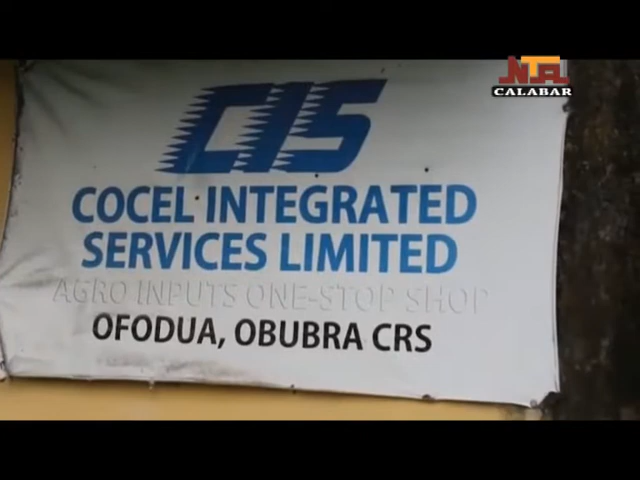 NTA
CALABAR
CIS
COCEL INTEGRATED
SERVICES LIMITED
AGRO INPUTS ONE-STOP SHOP
OFODUA, OBUBRA CRS